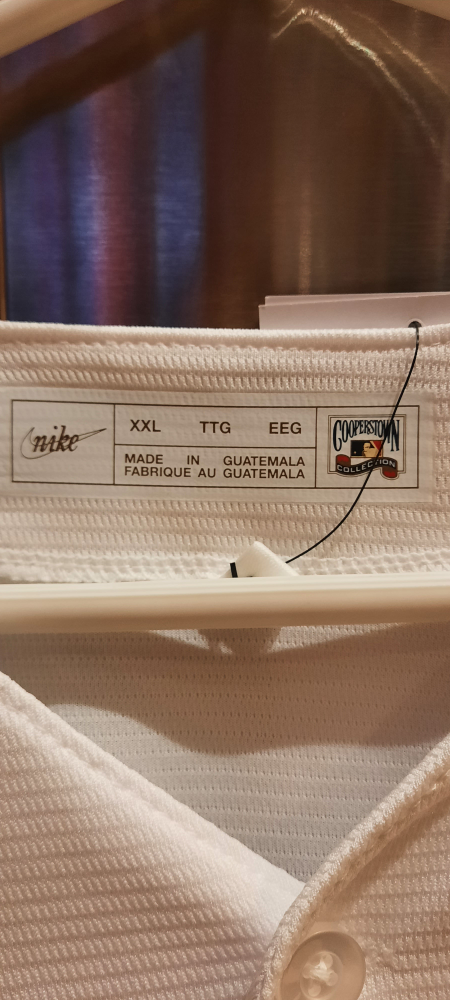 nike
XXL TTG EEG
MADE IN GUATEMALA
FABRIQUE AU GUATEMALA
COOPERSTOWN
COLLECTION